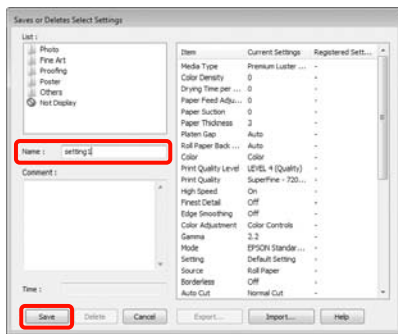 Saves or Deletes Select Settings
List :
Photo
Fine Art
Proofing
Poster
Others
Not Display
Name : setting1
Comment :
Time :
Save Delete Cancel Export... Import... Help
Item Current Settings Registered Sett...
Media Type Premium Luster ... -
Color Density 0 -
Drying Time per ... 0 -
Paper Feed Adju... 0 -
Paper Suction 0 -
Paper Thickness 3 -
Platen Gap Auto -
Roll Paper Back ... Auto -
Color Color -
Print Quality Level LEVEL 4 (Quality) -
Print Quality SuperFine - 720... -
High Speed On -
Finest Detail Off -
Edge Smoothing Off -
Color Adjustment Color Controls -
Gamma 2.2 -
Mode EPSON Standar... -
Setting Default Setting -
Source Roll Paper -
Borderless Off -
Auto Cut Normal Cut -